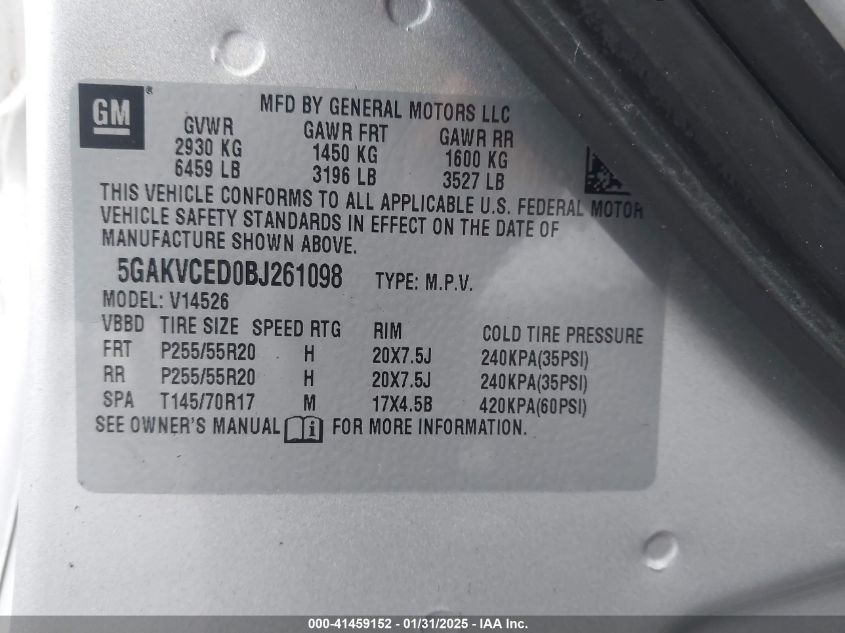 GM ®
MFD BY GENERAL MOTORS LLC
GVWR GAWR FRT GAWR RR
2930 KG 1450 KG 1600 KG
6459 LB 3196 LB 3527 LB
THIS VEHICLE CONFORMS TO ALL APPLICABLE U.S. FEDERAL MOTOR
VEHICLE SAFETY STANDARDS IN EFFECT ON THE DATE OF
MANUFACTURE SHOWN ABOVE.
5GAKVCED0BJ261098 TYPE: M.P.V.
MODEL: V14526
VBBD TIRE SIZE SPEED RTG RIM COLD TIRE PRESSURE
FRT P255/55R20 H 20X7.5J 240KPA(35PSI)
RR P255/55R20 H 20X7.5J 240KPA(35PSI)
SPA T145/70R17 M 17X4.5B 420KPA(60PSI)
SEE OWNER'S MANUAL i FOR MORE INFORMATION.
000-41459152 - 01/31/2025 - IAA Inc.